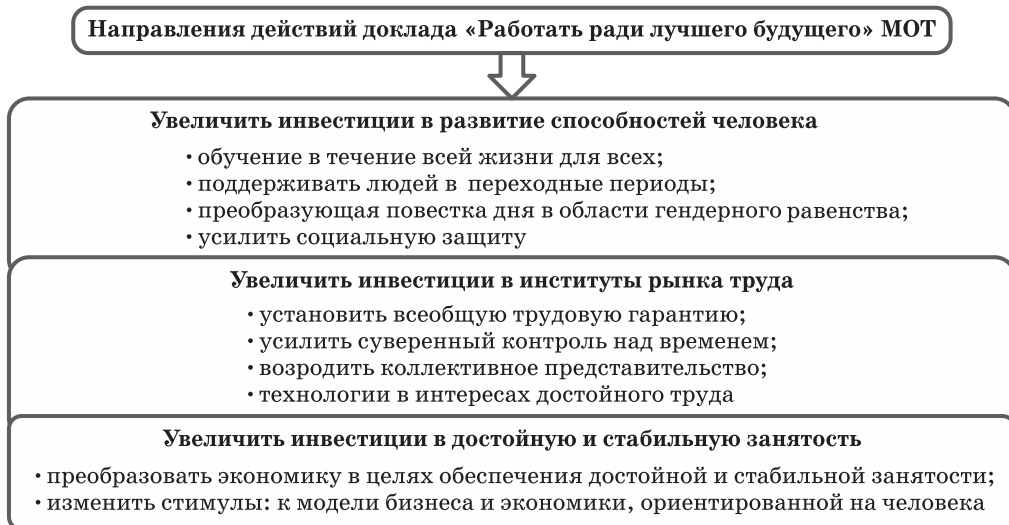 Направления действий доклада «Работать ради лучшего будущего» МОТ
Увеличить инвестиции в развитие способностей человека
• обучение в течение всей жизни для всех;
• поддерживать людей в переходные периоды;
• преобразующая повестка дня в области гендерного равенства;
• усилить социальную защиту
Увеличить инвестиции в институты рынка труда
• установить всеобщую трудовую гарантию;
• усилить суверенный контроль над временем;
• возродить коллективное представительство;
• технологии в интересах достойного труда
Увеличить инвестиции в достойную и стабильную занятость
• преобразовать экономику в целях обеспечения достойной и стабильной занятости;
• изменить стимулы: к модели бизнеса и экономики, ориентированной на человека